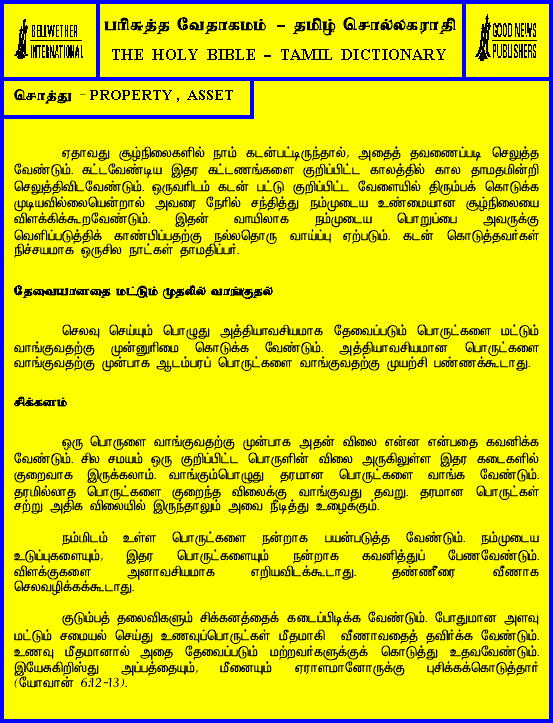 BELLWETHER
INTERNATIONAL
பரிசுத்த வேதாகமம் – தமிழ் சொல்லகராதி
THE HOLY BIBLE – TAMIL DICTIONARY
GOOD NEWS
PUBLISHERS
சொத்து - PROPERTY , ASSET
ஏதாவது சூழ்நிலைகளில் நாம் கடன்பட்டிருந்தால், அதைத் தவணைப்படி செலுத்த
வேண்டும். கட்டவேண்டிய இதர கட்டணங்களை குறிப்பிட்ட காலத்தில் கால தாமதமின்றி
செலுத்திவிடவேண்டும். ஒருவரிடம் கடன் பட்டு குறிப்பிட்ட வேளையில் திரும்பக் கொடுக்க
முடியவில்லையென்றால் அவரை நேரில் சந்தித்து நம்முடைய உண்மையான சூழ்நிலையை
விளக்கிக்கூறவேண்டும். இதன் வாயிலாக நம்முடைய பொறுப்பை அவருக்கு
வெளிப்படுத்திக் காண்பிப்பதற்கு நல்லதொரு வாய்ப்பு ஏற்படும். கடன் கொடுத்தவர்கள்
நிச்சயமாக ஒருசில நாட்கள் தாமதிப்பர்.
தேவையானதை மட்டும் முதலில் வாங்குதல்
செலவு செய்யும் பொழுது அத்தியாவசியமாக தேவைப்படும் பொருட்களை மட்டும்
வாங்குவதற்கு முன்னுரிமை கொடுக்க வேண்டும். அத்தியாவசியமான பொருட்களை
வாங்குவதற்கு முன்பாக ஆடம்பரப் பொருட்களை வாங்குவதற்கு முயற்சி பண்ணக்கூடாது.
சிக்கனம்
ஒரு பொருளை வாங்குவதற்கு முன்பாக அதன் விலை என்ன என்பதை கவனிக்க
வேண்டும். சில சமயம் ஒரு குறிப்பிட்ட பொருளின் விலை அருகிலுள்ள இதர கடைகளில்
குறைவாக இருக்கலாம். வாங்கும்பொழுது தரமான பொருட்களை வாங்க வேண்டும்.
தரமில்லாத பொருட்களை குறைந்த விலைக்கு வாங்குவது தவறு. தரமான பொருட்கள்
சற்று அதிக விலையில் இருந்தாலும் அவை நீடித்து உழைக்கும்.
நம்மிடம் உள்ள பொருட்களை நன்றாக பயன்படுத்த வேண்டும். நம்முடைய
உடுப்புகளையும், இதர பொருட்களையும் நன்றாக கவனித்துப் பேணவேண்டும்.
விளக்குகளை அனாவசியமாக எறியவிடக்கூடாது. தண்ணீரை வீணாக
செலவழிக்கக்கூடாது.
குடும்பத் தலைவிகளும் சிக்கனத்தைக் கடைப்பிடிக்க வேண்டும். போதுமான அளவு
மட்டும் சமையல் செய்து உணவுப்பொருட்கள் மீதமாகி வீணாவதைத் தவிர்க்க வேண்டும்.
உணவு மீதமானால் அதை தேவைப்படும் மற்றவர்களுக்குக் கொடுத்து உதவவேண்டும்.
இயேசுகிறிஸ்து அப்பத்தையும், மீனையும் ஏராளமானோருக்கு புசிக்கக்கொடுத்தார்
(யோவான் 6:12-13).